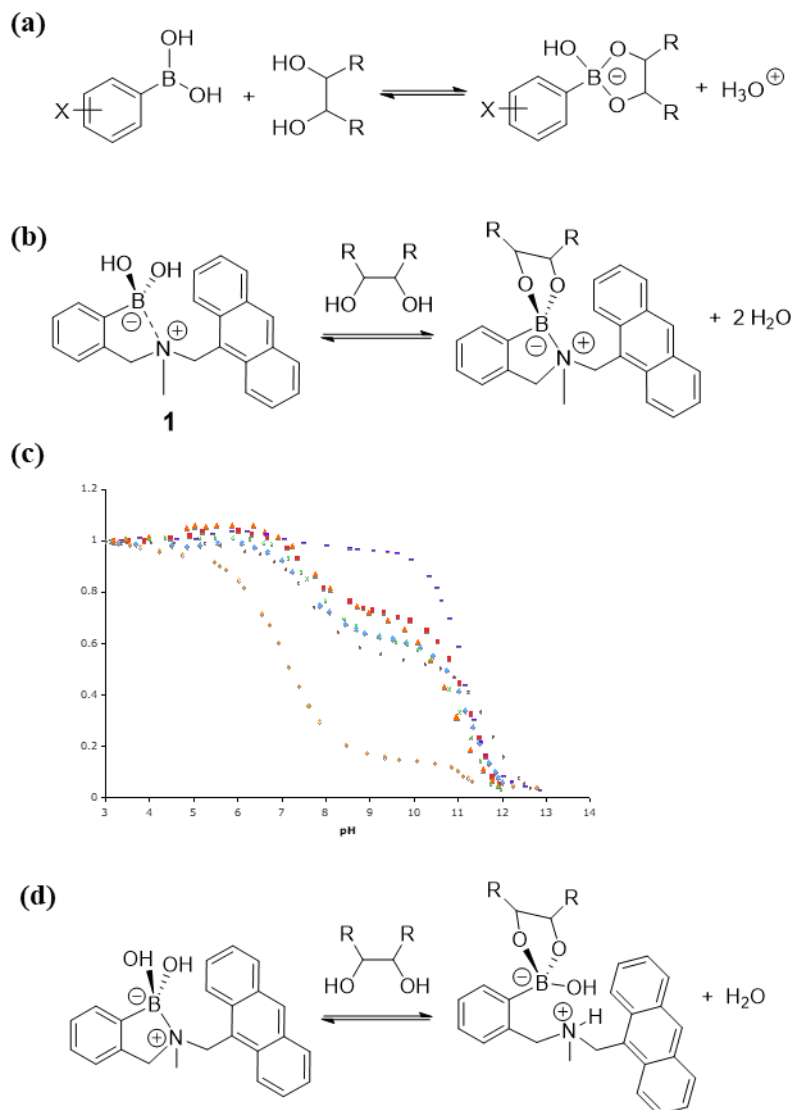 (a)
OH
B
OH
X
+
HO
R
HO
R
HO
O
R
B
⊖
O
R
X
+ H₃O⊕
(b)
HO
OH
B
⊖
⊕
N
1
R
R
HO
OH
R
R
O
O
B
⊖
⊕
N
+ 2 H₂O
(c)
1.2
1
0.8
0.6
0.4
0.2
0
3 4 5 6 7 8 9 10 11 12 13 14
pH
(d)
OH
OH
⊖
B
⊕
N
R
R
HO
OH
R
R
O
O
⊖
B
OH
⊕
N
H
+ H₂O